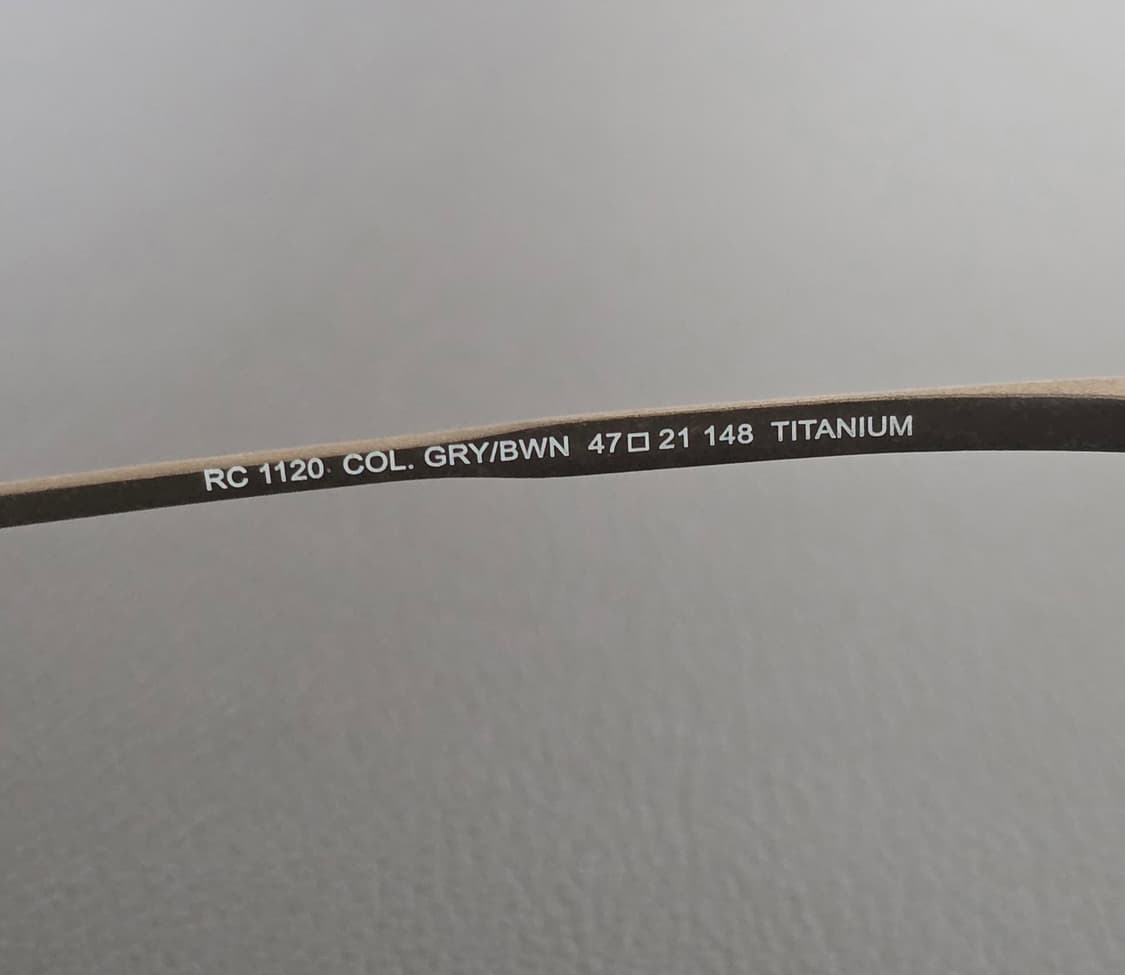 RC 1120 COL. GRY/BWN 47□21 148 TITANIUM